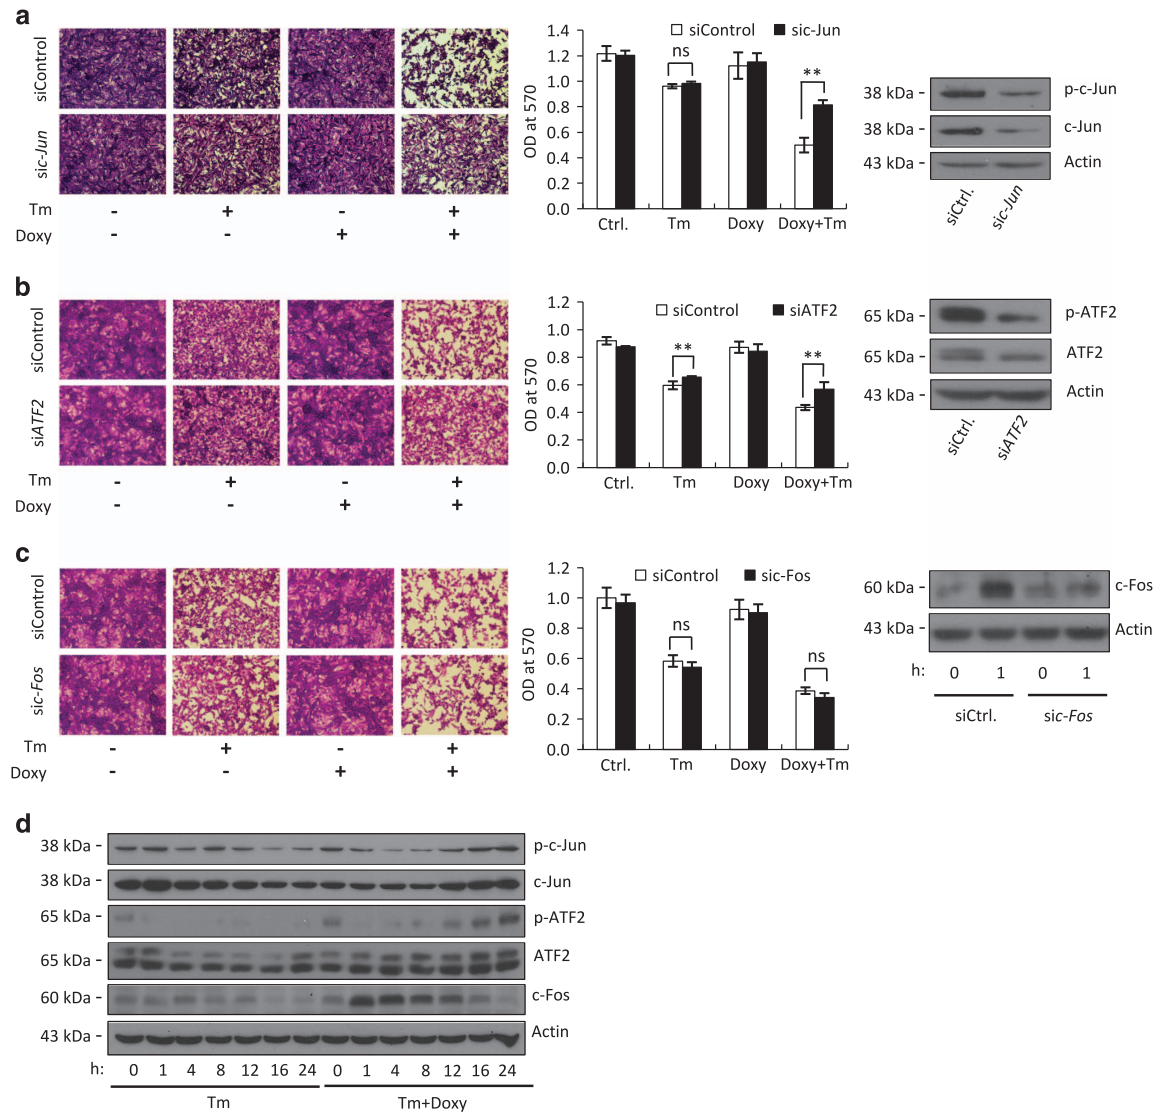 a
siControl
sic-Jun
Tm - + - +
Doxy - - + +
siControl sic-Jun
OD at 570
1.4
1.2
1.0
0.8
0.6
0.4
0.2
0.0
ns
**
Ctrl. Tm Doxy Doxy+Tm
38 kDa - p-c-Jun
38 kDa - c-Jun
43 kDa - Actin
siCtrl. sic-Jun
b
siControl
siATF2
Tm - + - +
Doxy - - + +
siControl siATF2
OD at 570
1.2
1.0
0.8
0.6
0.4
0.2
0.0
**
**
Ctrl. Tm Doxy Doxy+Tm
65 kDa - p-ATF2
65 kDa - ATF2
43 kDa - Actin
siCtrl. siATF2
c
siControl
sic-Fos
Tm - + - +
Doxy - - + +
siControl sic-Fos
OD at 570
1.2
1.0
0.8
0.6
0.4
0.2
0.0
ns
ns
Ctrl. Tm Doxy Doxy+Tm
60 kDa - c-Fos
43 kDa - Actin
h: 0 1 0 1
siCtrl. sic-Fos
d
38 kDa - p-c-Jun
38 kDa - c-Jun
65 kDa - p-ATF2
65 kDa - ATF2
60 kDa - c-Fos
43 kDa - Actin
h: 0 1 4 8 12 16 24 0 1 4 8 12 16 24
Tm Tm+Doxy